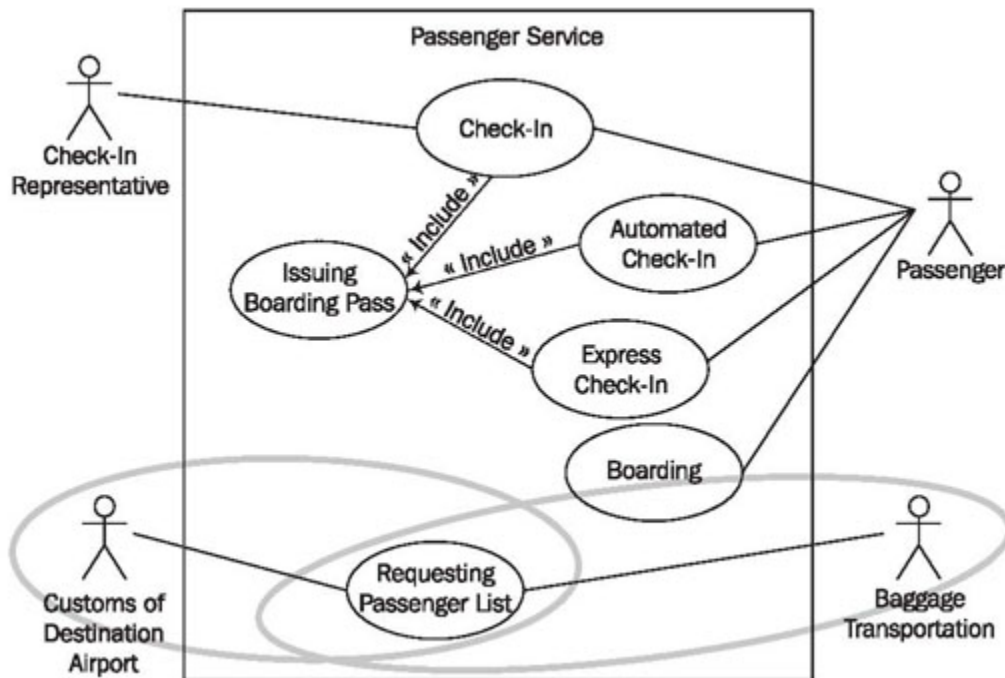 Passenger Service
Check-In
Representative
Check-In
« Include »
Automated
Check-In
« Include »
Passenger
Issuing
Boarding Pass
« Include »
Express
Check-In
Boarding
Customs of
Destination
Airport
Requesting
Passenger List
Baggage
Transportation